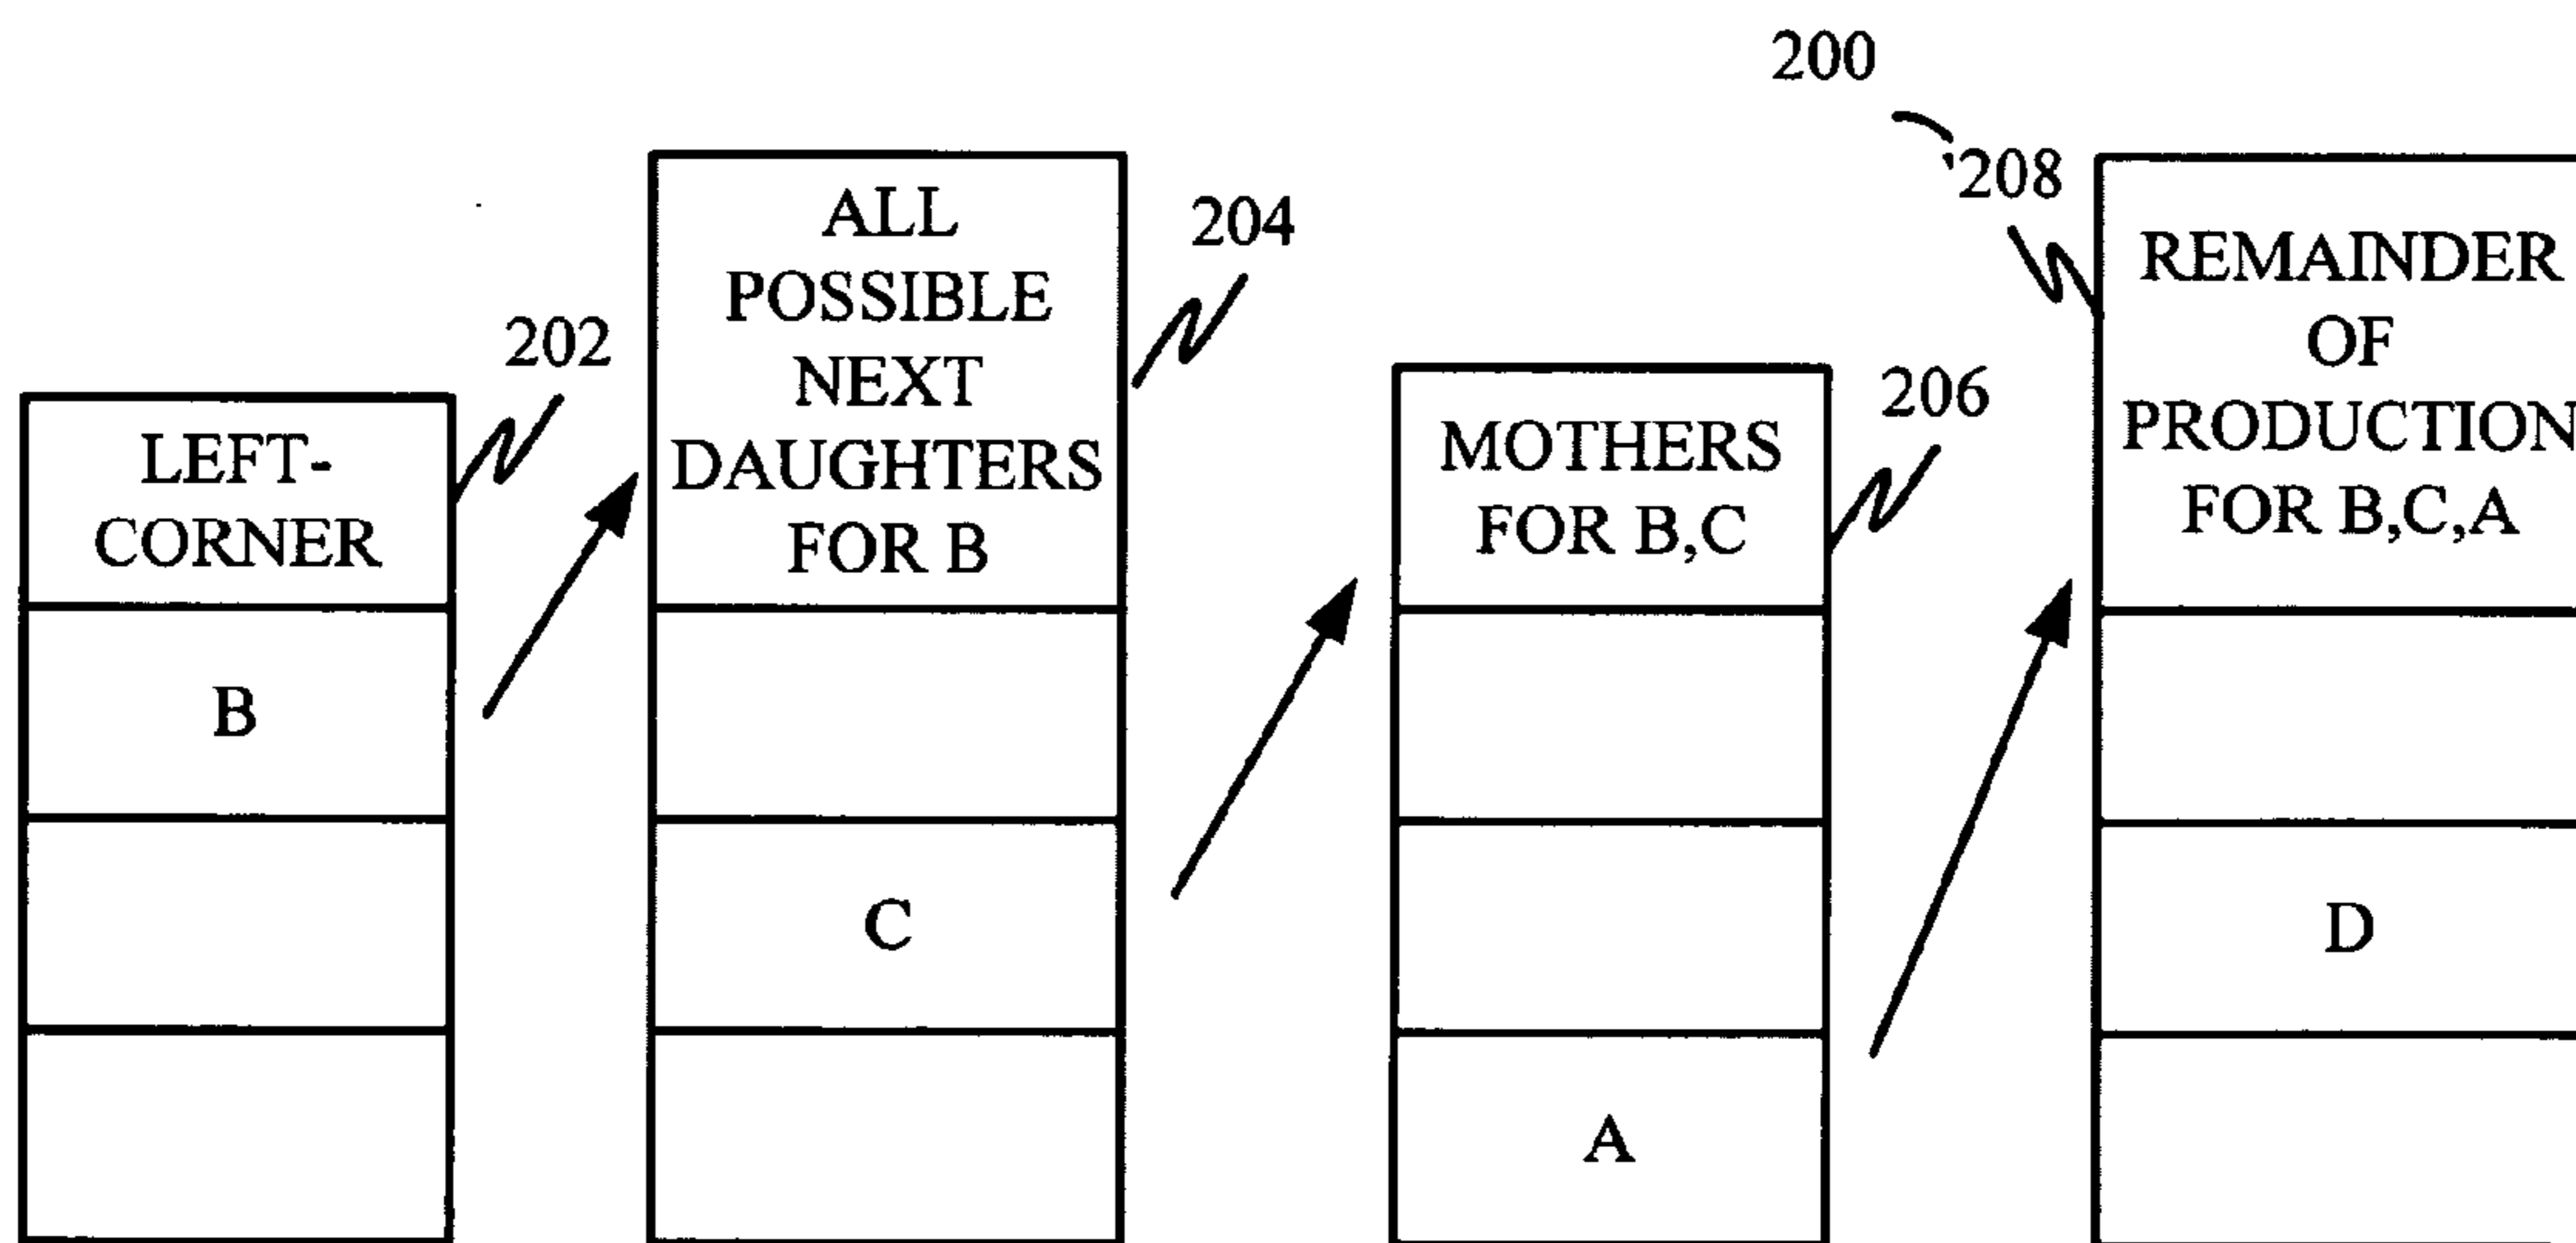 200
202
LEFT-
CORNER
B
204
ALL
POSSIBLE
NEXT
DAUGHTERS
FOR B
C
206
MOTHERS
FOR B,C
A
208
REMAINDER
OF
PRODUCTION
FOR B,C,A
D